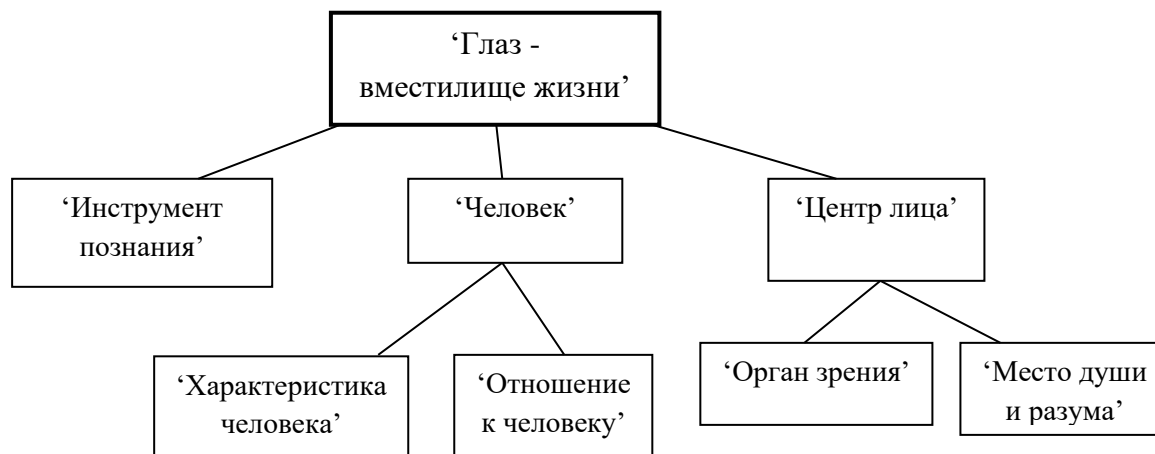 ‘Глаз -
вместилище жизни’
‘Инструмент
познания’
‘Человек’
‘Центр лица’
‘Характеристика
человека’
‘Отношение
к человеку’
‘Орган зрения’
‘Место души
и разума’